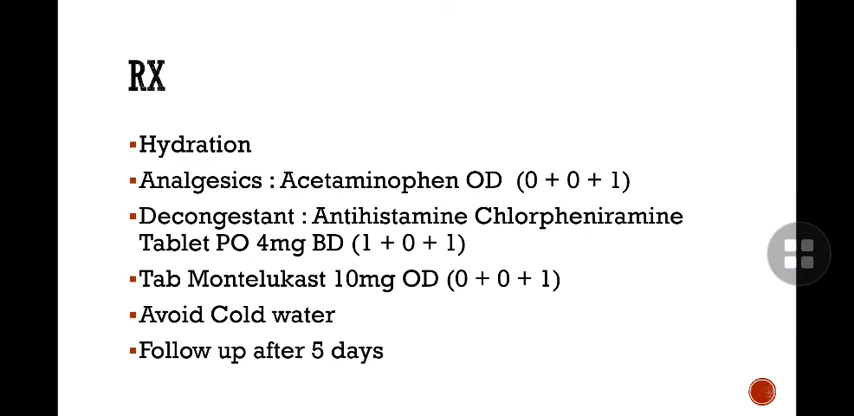 RX
▪Hydration
▪Analgesics : Acetaminophen OD (0 + 0 + 1)
▪Decongestant : Antihistamine Chlorpheniramine
Tablet PO 4mg BD (1 + 0 + 1)
▪Tab Montelukast 10mg OD (0 + 0 + 1)
▪Avoid Cold water
▪Follow up after 5 days